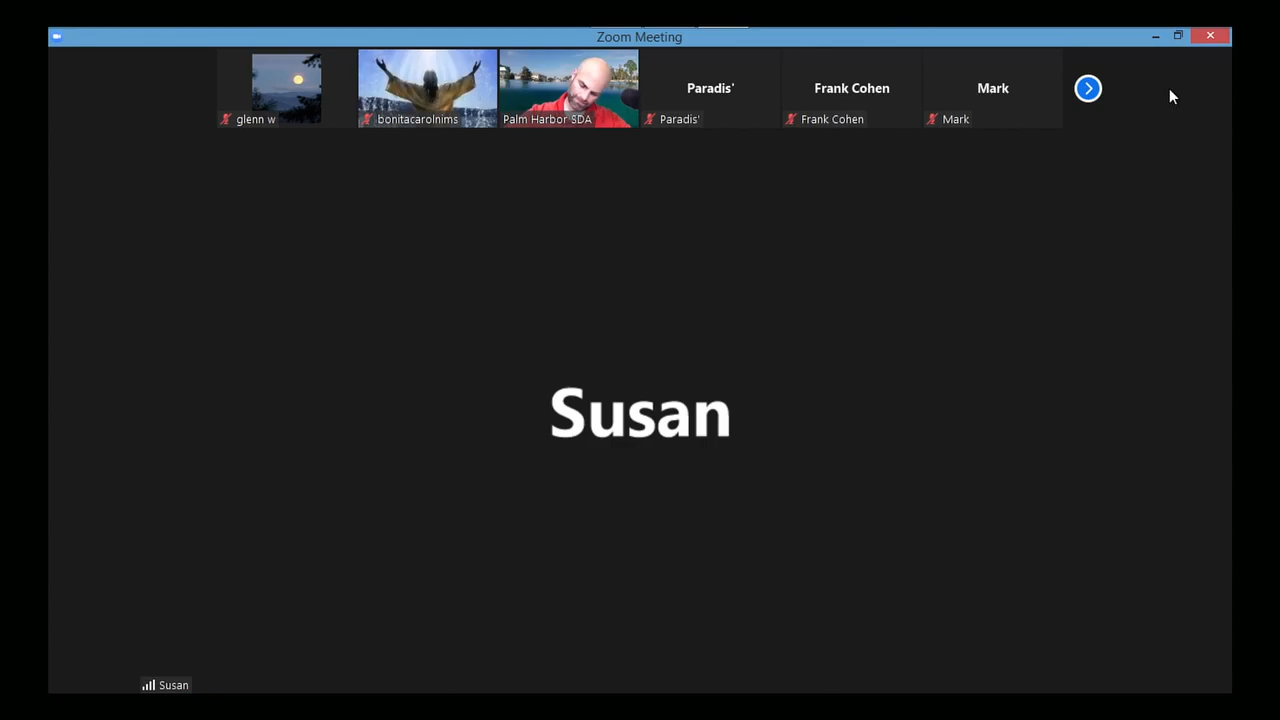 Zoom Meeting
glenn w
bonitacarolnims
Palm Harbor SDA
Paradis'
Paradis'
Frank Cohen
Frank Cohen
Mark
Mark
Susan
Susan